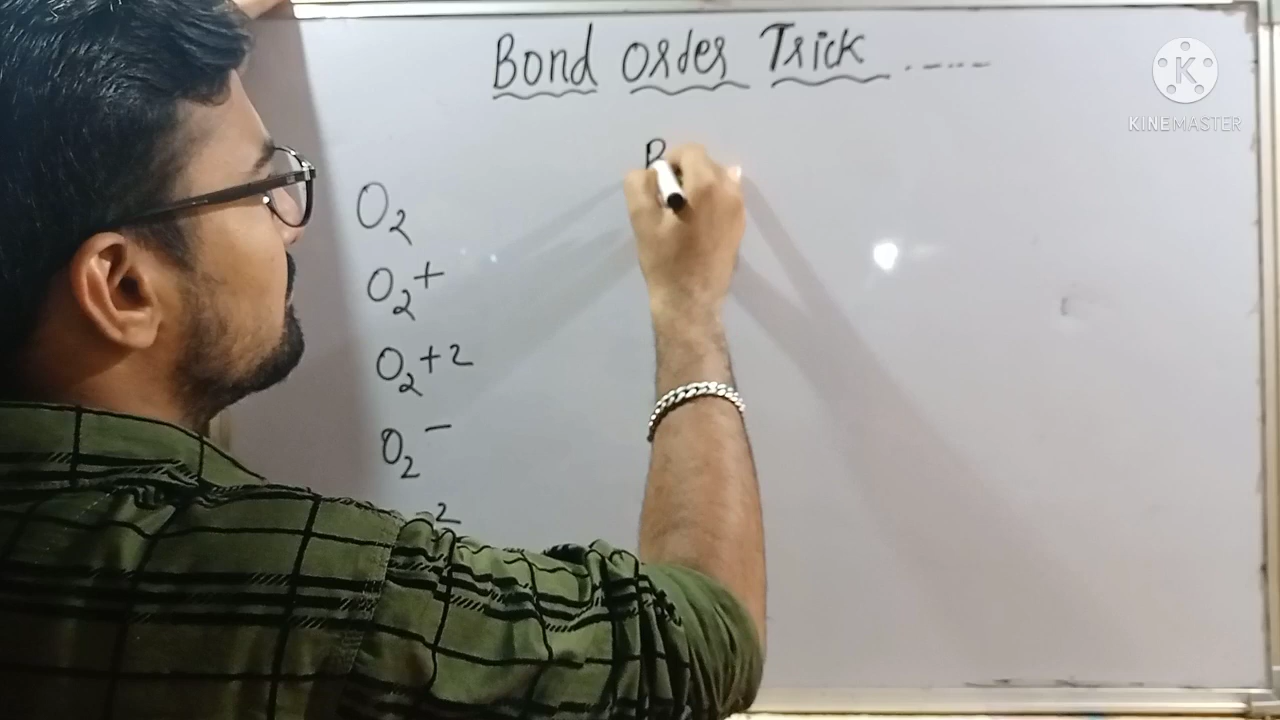 Bond Order Trick .----
KINEMASTER
B
O2
O2+
O2+2
O2-
2-